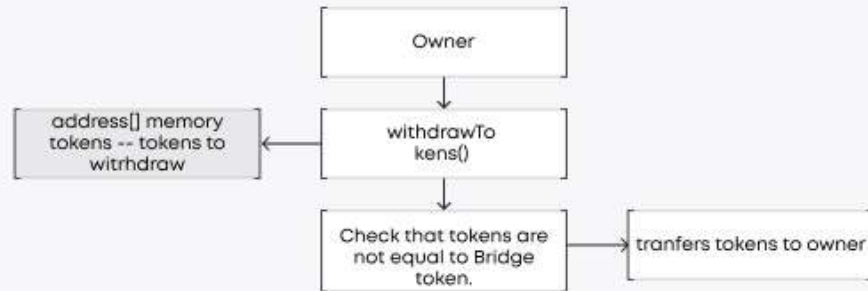 Owner
address[] memory
tokens -- tokens to
witrhdraw
withdrawTo
kens()
Check that tokens are
not equal to Bridge
token.
tranfers tokens to owner